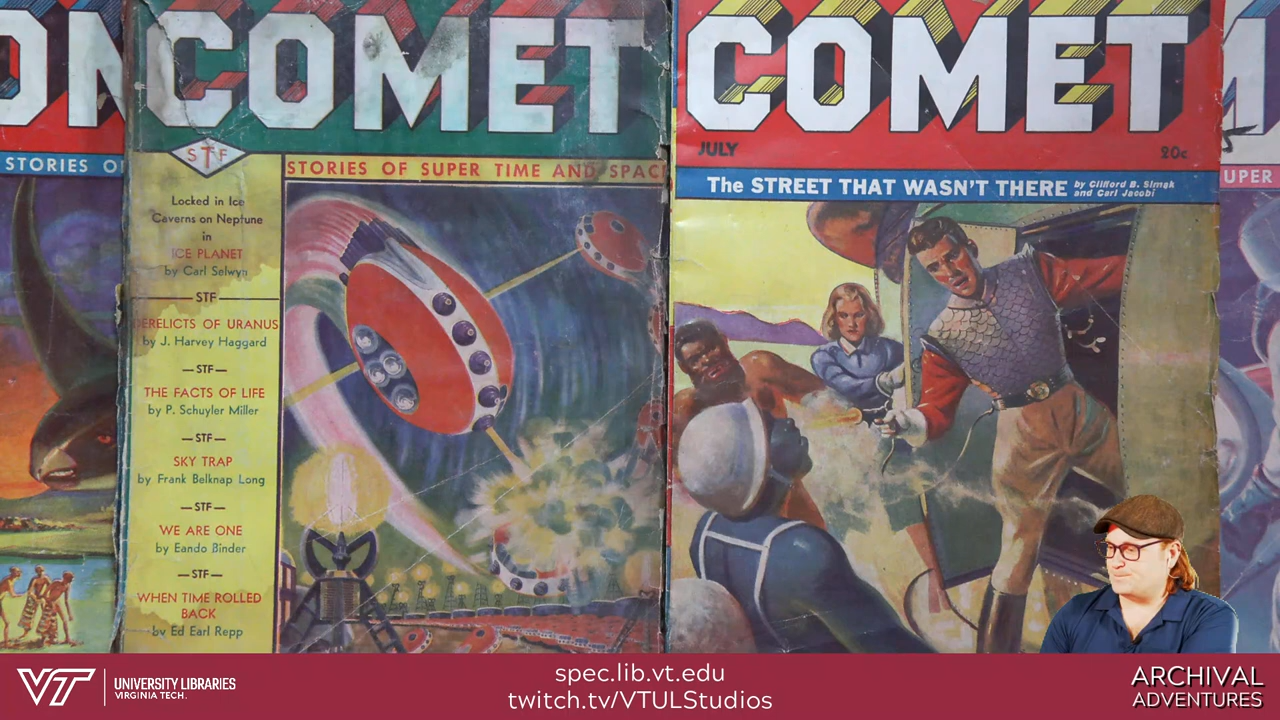 ON
STORIES O
COMET
STF
STORIES OF SUPER TIME AND SPAC
Locked in Ice
Caverns on Neptune
in
ICE PLANET
by Carl Selwyn
STF
DERELICTS OF URANUS
by J. Harvey Haggard
STF
THE FACTS OF LIFE
by P. Schuyler Miller
STF
SKY TRAP
by Frank Belknap Long
STF
WE ARE ONE
by Eando Binder
STF
WHEN TIME ROLLED
BACK
by Ed Earl Repp
COMET
JULY
20c
The STREET THAT WASN'T THERE by Clifford B. Simak
and Carl Jacobi
UPER
VT UNIVERSITY LIBRARIES
VIRGINIA TECH.
spec.lib.vt.edu
twitch.tv/VTULStudios
ARCHIVAL
ADVENTURES